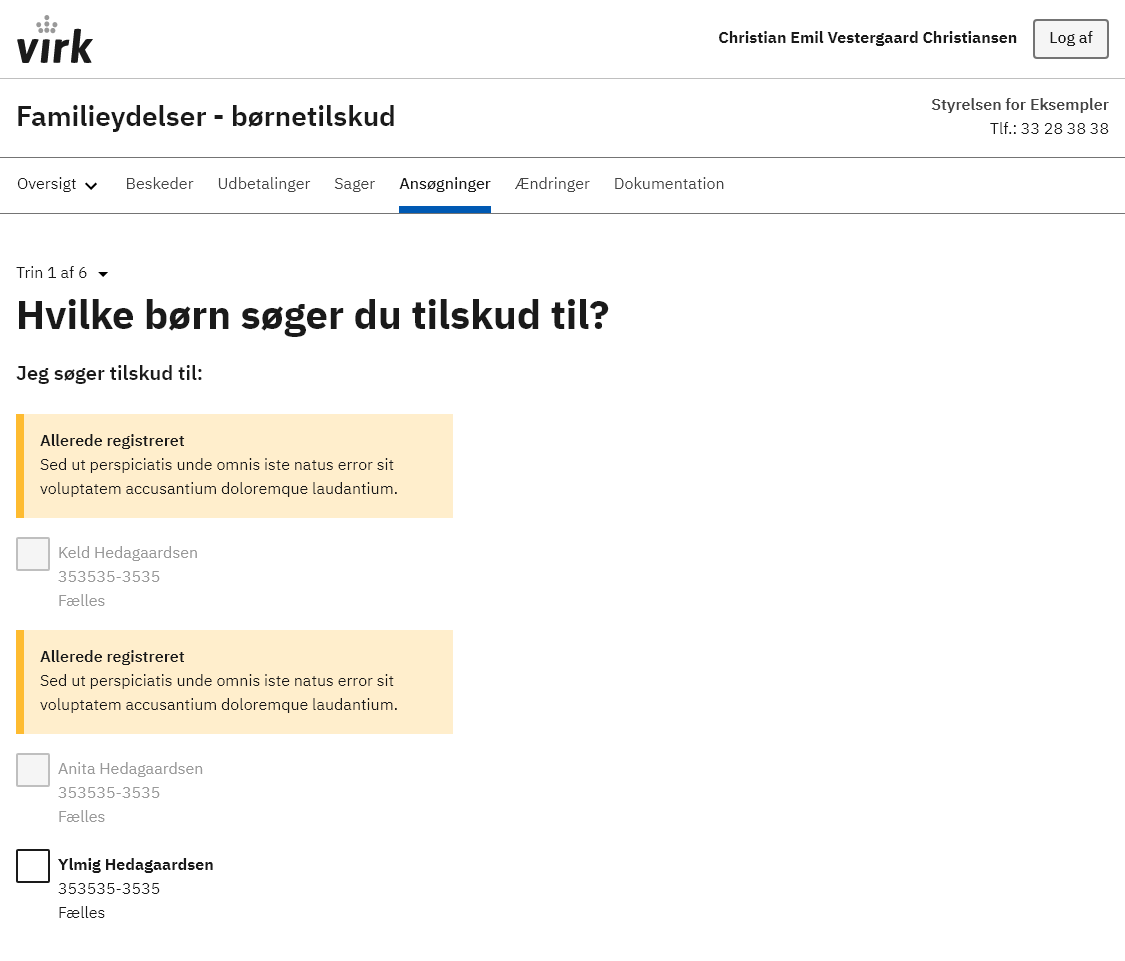 virk
Christian Emil Vestergaard Christiansen
Log af
Familieydelser - børnetilskud
Styrelsen for Eksempler
Tlf.: 33 28 38 38
Oversigt Beskeder Udbetalinger Sager Ansøgninger Ændringer Dokumentation
Trin 1 af 6
Hvilke børn søger du tilskud til?
Jeg søger tilskud til:
Allerede registreret
Sed ut perspiciatis unde omnis iste natus error sit
voluptatem accusantium doloremque laudantium.
Keld Hedagaardsen
353535-3535
Fælles
Allerede registreret
Sed ut perspiciatis unde omnis iste natus error sit
voluptatem accusantium doloremque laudantium.
Anita Hedagaardsen
353535-3535
Fælles
Ylmig Hedagaardsen
353535-3535
Fælles